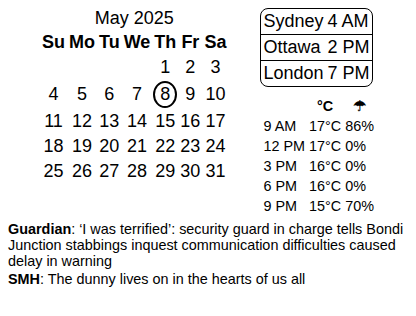 May 2025
Su Mo Tu We Th Fr Sa
1 2 3
4 5 6 7 8 9 10
11 12 13 14 15 16 17
18 19 20 21 22 23 24
25 26 27 28 29 30 31
Sydney 4 AM
Ottawa 2 PM
London 7 PM
°C ☂
9 AM 17°C 86%
12 PM 17°C 0%
3 PM 16°C 0%
6 PM 16°C 0%
9 PM 15°C 70%
Guardian: ‘I was terrified’: security guard in charge tells Bondi
Junction stabbings inquest communication difficulties caused
delay in warning
SMH: The dunny lives on in the hearts of us all